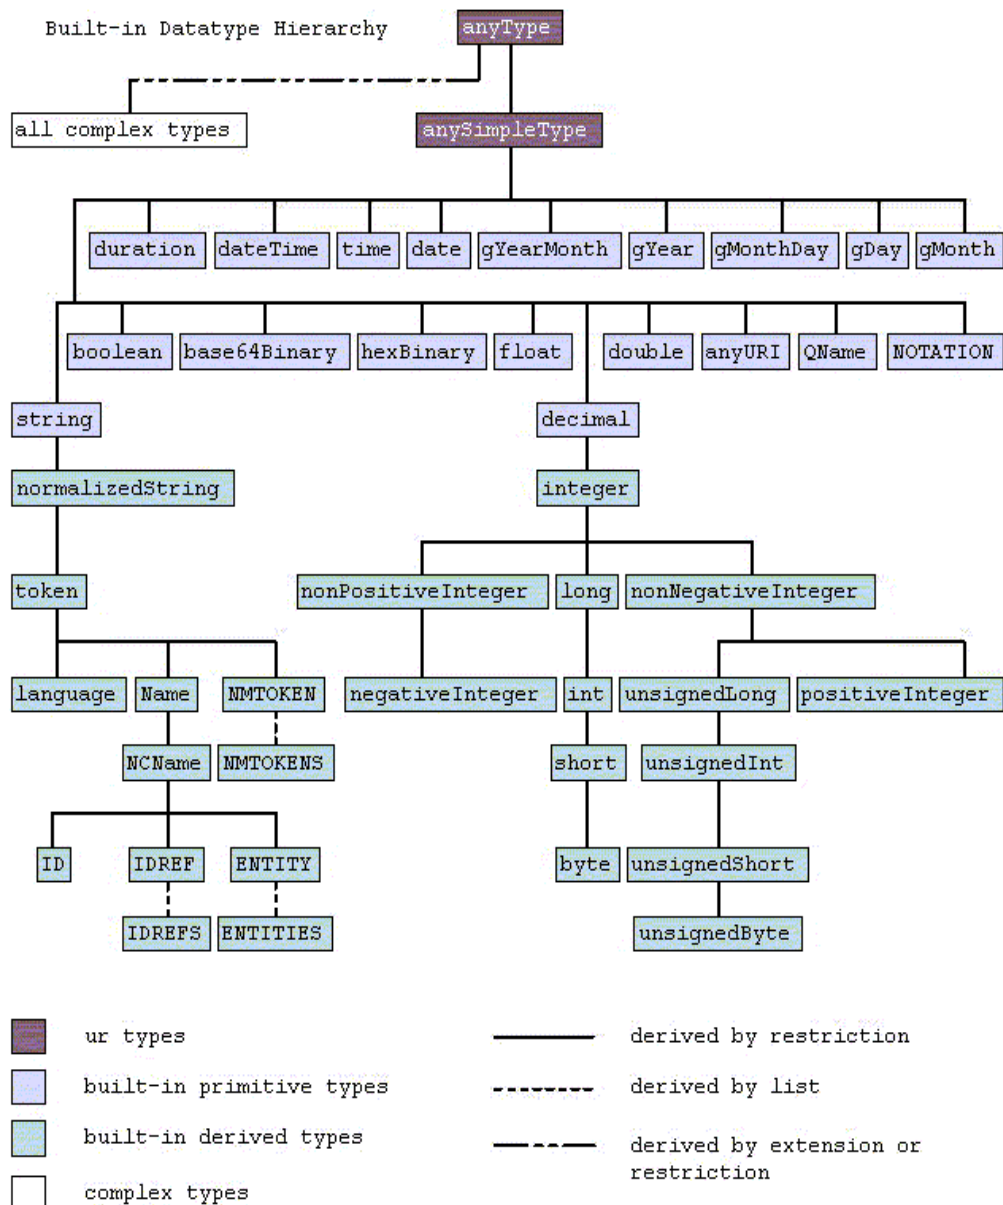 Built-in Datatype Hierarchy
anyType
all complex types
anySimpleType
duration dateTime time date gYearMonth gYear gMonthDay gDay gMonth
boolean base64Binary hexBinary float double anyURI QName NOTATION
string decimal
normalizedString integer
token nonPositiveInteger long nonNegativeInteger
language Name NMTOKEN negativeInteger int unsignedLong positiveInteger
NCName NMTOKENS short unsignedInt
ID IDREF ENTITY byte unsignedShort
IDREFS ENTITIES unsignedByte
ur types
built-in primitive types
built-in derived types
complex types
derived by restriction
derived by list
derived by extension or
restriction